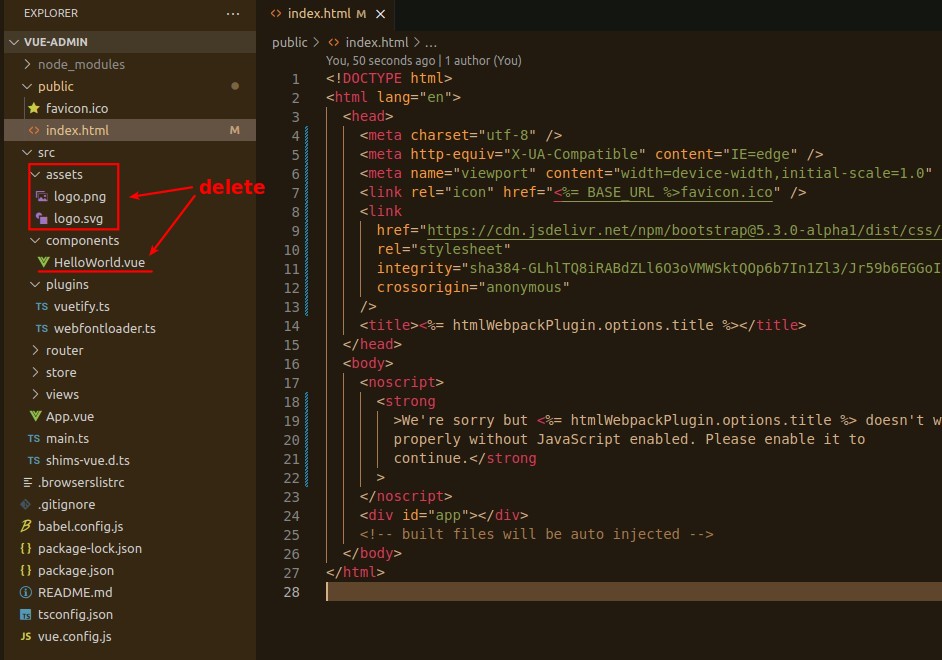 EXPLORER
VUE-ADMIN
node_modules
public
favicon.ico
index.html M
src
assets
logo.png
logo.svg
delete
components
HelloWorld.vue
plugins
TS vuetify.ts
TS webfontloader.ts
router
store
views
App.vue
TS main.ts
TS shims-vue.d.ts
.browserslistrc
.gitignore
babel.config.js
{} package-lock.json
{} package.json
README.md
TS tsconfig.json
JS vue.config.js
<> index.html M
public > <> index.html > ...
You, 50 seconds ago | 1 author (You)
1 <!DOCTYPE html>
2 <html lang="en">
3 <head>
4 <meta charset="utf-8" />
5 <meta http-equiv="X-UA-Compatible" content="IE=edge" />
6 <meta name="viewport" content="width=device-width,initial-scale=1.0"
7 <link rel="icon" href="<%= BASE_URL %>favicon.ico" />
8 <link
9 href="https://cdn.jsdelivr.net/npm/bootstrap@5.3.0-alpha1/dist/css/
10 rel="stylesheet"
11 integrity="sha384-GLhlTQ8iRABdZLl6O3oVMWSktQOp6b7In1Zl3/Jr59b6EGGoI
12 crossorigin="anonymous"
13 />
14 <title><%= htmlWebpackPlugin.options.title %></title>
15 </head>
16 <body>
17 <noscript>
18 <strong
19 >We're sorry but <%= htmlWebpackPlugin.options.title %> doesn't w
20 properly without JavaScript enabled. Please enable it to
21 continue.</strong
22 >
23 </noscript>
24 <div id="app"></div>
25 <!-- built files will be auto injected -->
26 </body>
27 </html>
28